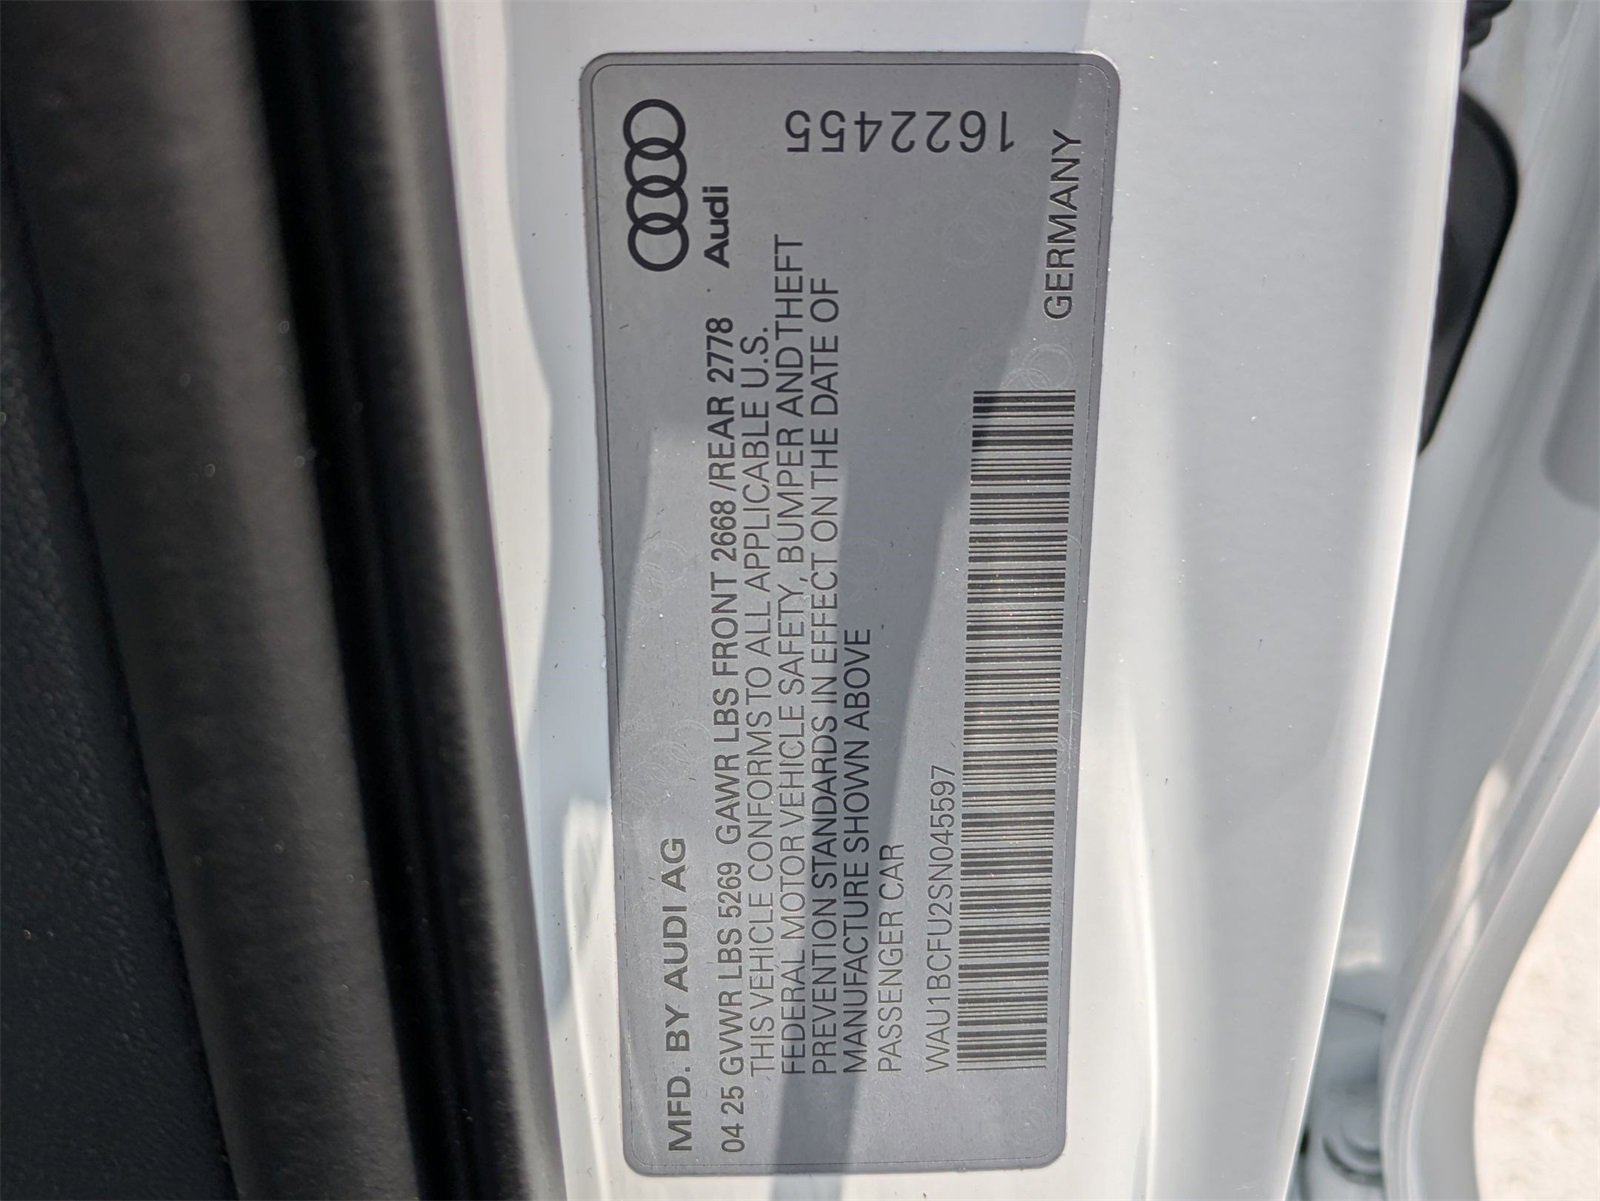 MFD. BY AUDI AG
Audi
04 25 GVWR LBS 5269 GAWR LBS FRONT 2668 /REAR 2778
THIS VEHICLE CONFORMS TO ALL APPLICABLE U.S.
FEDERAL MOTOR VEHICLE SAFETY, BUMPER AND THEFT
PREVENTION STANDARDS IN EFFECT ON THE DATE OF
MANUFACTURE SHOWN ABOVE
PASSENGER CAR
1622455
WAU1BCFU2SN045597
GERMANY